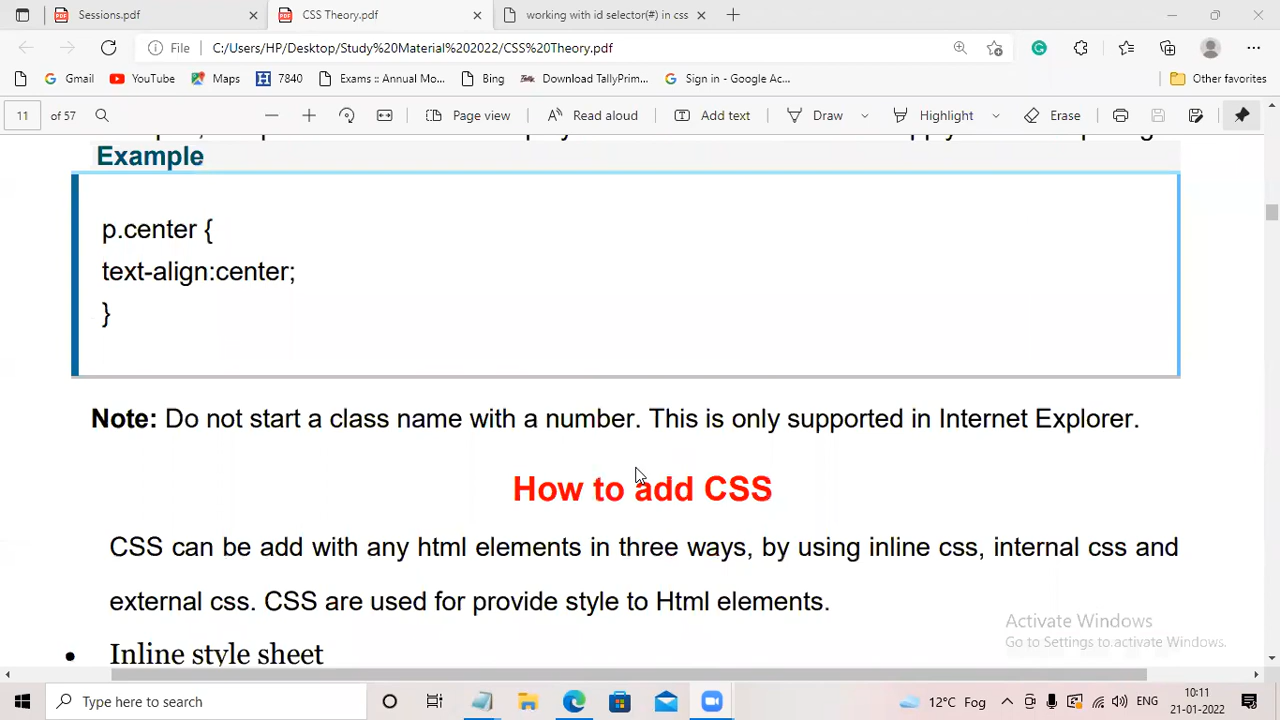 Sessions.pdf
CSS Theory.pdf
working with id selector(#) in css
File
C:/Users/HP/Desktop/Study%20Material%202022/CSS%20Theory.pdf
Gmail
YouTube
Maps
7840
Exams :: Annual Mo...
Bing
Download TallyPrim...
Sign in - Google Ac...
Other favorites
11 of 57
Page view
Read aloud
Add text
Draw
Highlight
Erase
Example
p.center {
text-align:center;
}
Note: Do not start a class name with a number. This is only supported in Internet Explorer.
How to add CSS
CSS can be add with any html elements in three ways, by using inline css, internal css and
external css. CSS are used for provide style to Html elements.
• Inline style sheet
Activate Windows
Go to Settings to activate Windows.
Type here to search
12°C Fog
ENG
10:11
21-01-2022